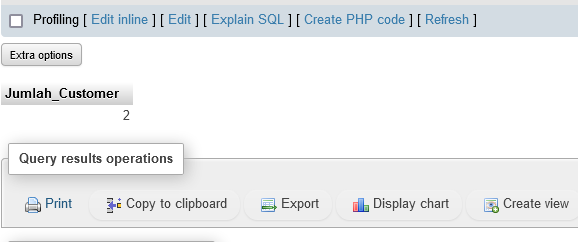 Profiling [ Edit inline ] [ Edit ] [ Explain SQL ] [ Create PHP code ] [ Refresh ]
Extra options
Jumlah_Customer
2
Query results operations
Print Copy to clipboard Export Display chart Create view